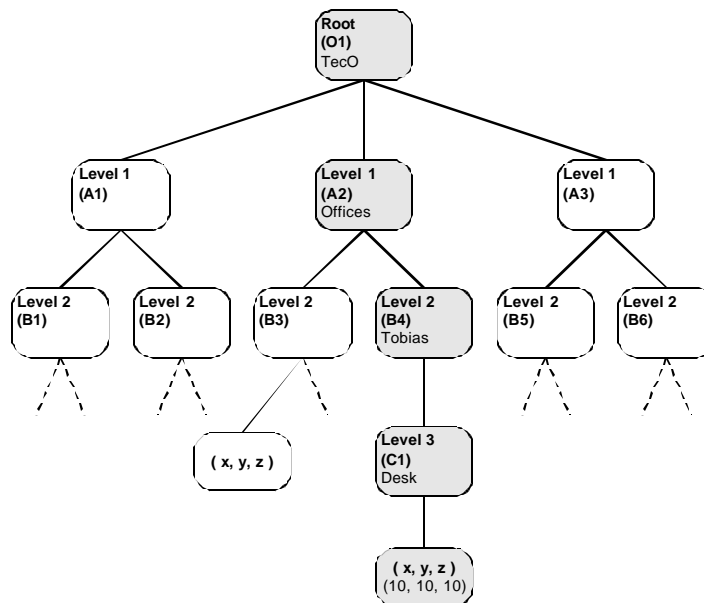 Root
(O1)
TecO
Level 1
(A1)
Level 1
(A2)
Offices
Level 1
(A3)
Level 2
(B1)
Level 2
(B2)
Level 2
(B3)
Level 2
(B4)
Tobias
Level 2
(B5)
Level 2
(B6)
Level 3
(C1)
Desk
( x, y, z )
( x, y, z )
(10, 10, 10)